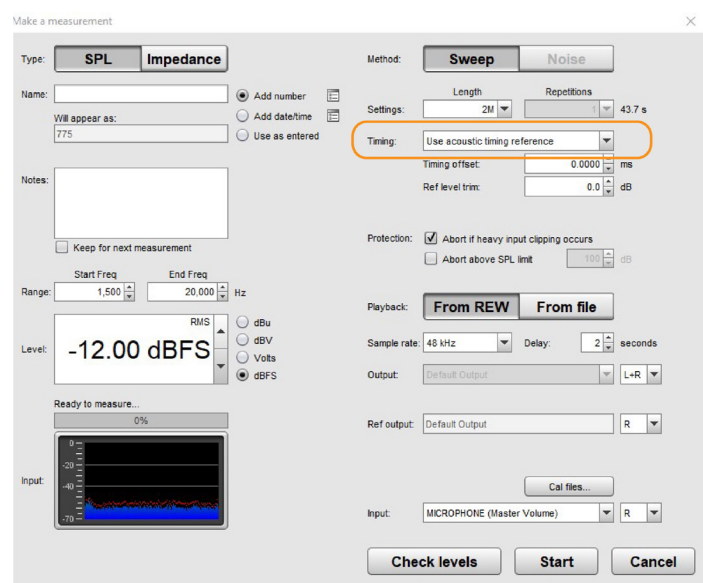 Make a measurement
Type: SPL Impedance
Name:
Add number
Will appear as: Add date/time
775 Use as entered
Notes:
Keep for next measurement
Start Freq End Freq
Range: 1,500 20,000 Hz
RMS
Level: -12.00 dBFS
dBu
dBV
Volts
dBFS
Ready to measure...
0%
Input:
0
-20
-40
-70
Method: Sweep Noise
Length Repetitions
Settings: 2M 1 43.7 s
Timing: Use acoustic timing reference
Timing offset: 0.0000 ms
Ref level trim: 0.0 dB
Protection: Abort if heavy input clipping occurs
Abort above SPL limit 100 dB
Playback: From REW From file
Sample rate: 48 kHz Delay: 2 seconds
Output: Default Output L+R
Ref output: Default Output R
Cal files...
Input: MICROPHONE (Master Volume) R
Check levels Start Cancel